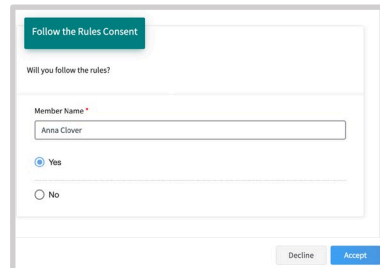 Follow the Rules Consent
Will you follow the rules?
Member Name *
Anna Clover
Yes
No
Decline Accept